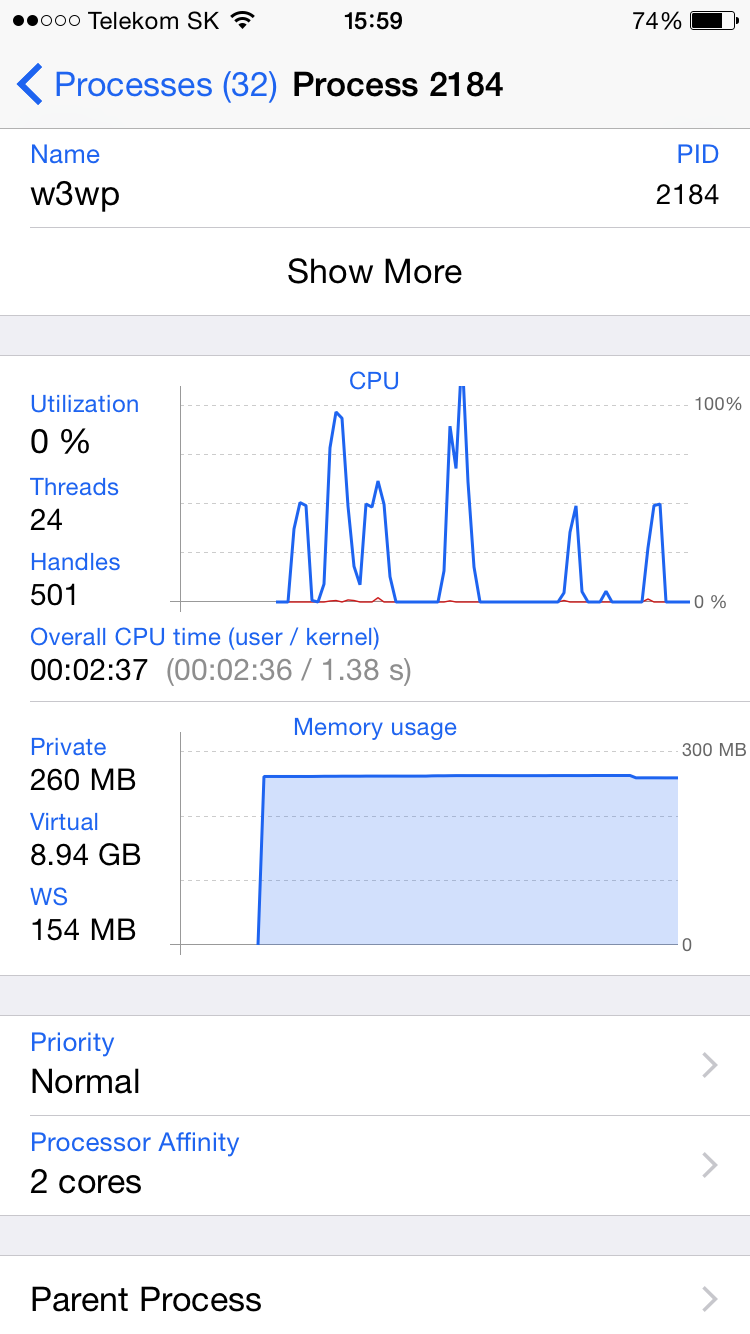 Telekom SK 15:59 74%
Processes (32) Process 2184
Name PID
w3wp 2184
Show More
CPU
Utilization 100%
0 %
Threads
24
Handles
501 0 %
Overall CPU time (user / kernel)
00:02:37 (00:02:36 / 1.38 s)
Memory usage
Private 300 MB
260 MB
Virtual
8.94 GB
WS
154 MB 0
Priority
Normal
Processor Affinity
2 cores
Parent Process